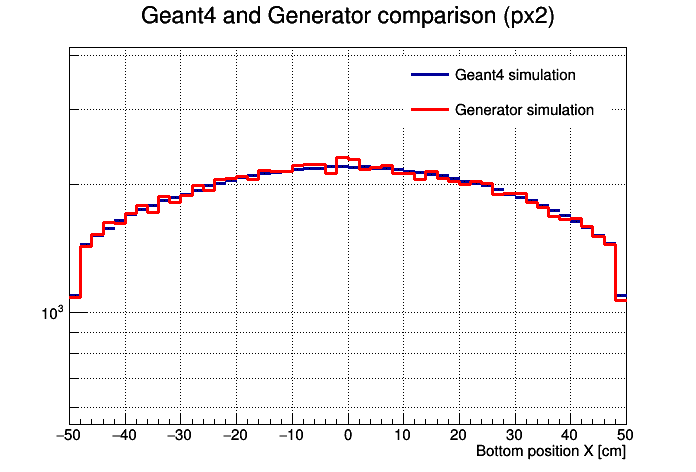 Geant4 and Generator comparison (px2)
Geant4 simulation
Generator simulation
10³
−50 −40 −30 −20 −10 0 10 20 30 40 50
Bottom position X [cm]